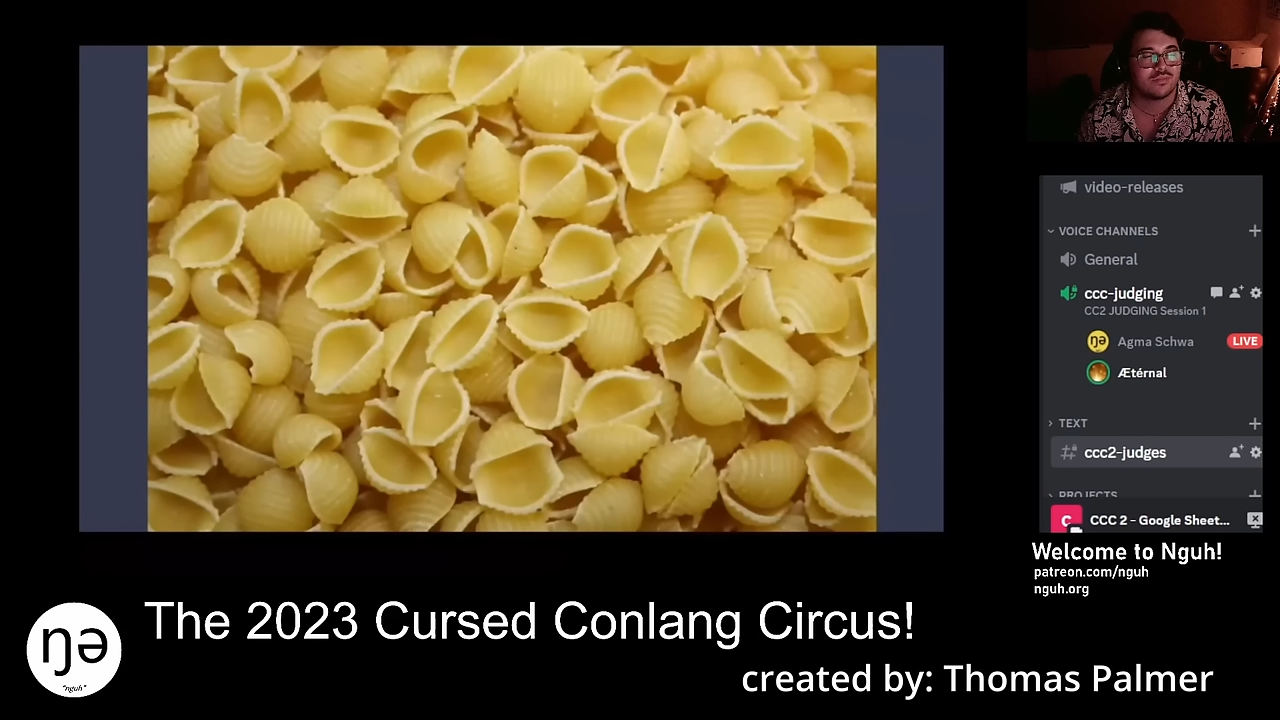 video-releases
VOICE CHANNELS
General
ccc-judging
CC2 JUDGING Session 1
ŋə Agma Schwa LIVE
Ætérnal
TEXT
ccc2-judges
PROJECTS
C CCC 2 - Google Sheet...
Welcome to Nguh!
patreon.com/nguh
nguh.org
The 2023 Cursed Conlang Circus!
ŋə
"nguh"
created by: Thomas Palmer